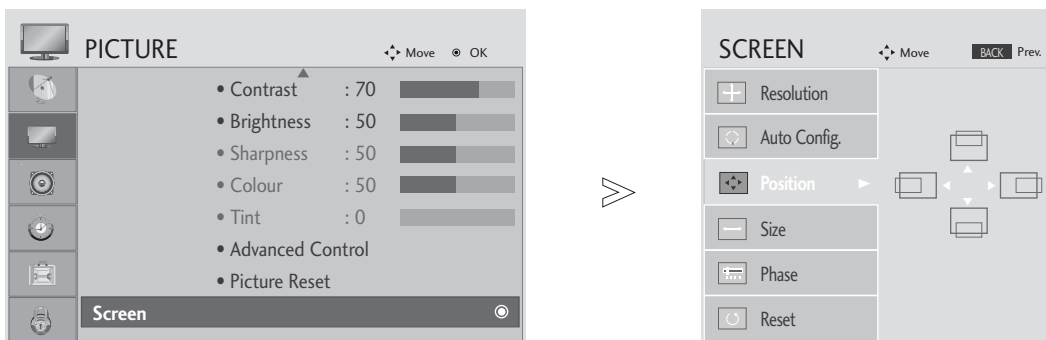 PICTURE
Move
OK
• Contrast : 70
• Brightness : 50
• Sharpness : 50
• Colour : 50
• Tint : 0
• Advanced Control
• Picture Reset
Screen
SCREEN
Move
BACK Prev.
Resolution
Auto Config.
Position
Size
Phase
Reset